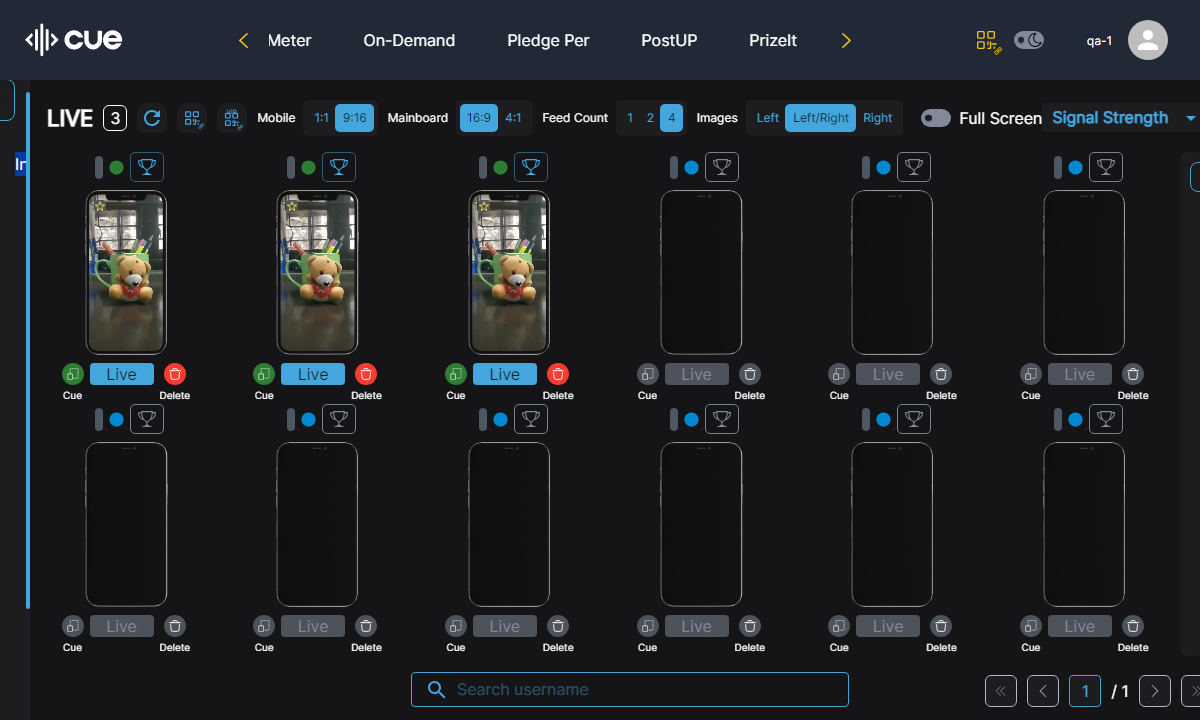 cue
Meter
On-Demand
Pledge Per
PostUP
PrizeIt
qa-1
LIVE 3
Mobile 1:1 9:16
Mainboard 16:9 4:1
Feed Count 1 2 4
Images Left Left/Right Right
Full Screen
Signal Strength
Live Live Live Live Live Live
Cue Delete Cue Delete Cue Delete Cue Delete Cue Delete Cue Delete
Live Live Live Live Live Live
Cue Delete Cue Delete Cue Delete Cue Delete Cue Delete Cue Delete
Search username
1 / 1